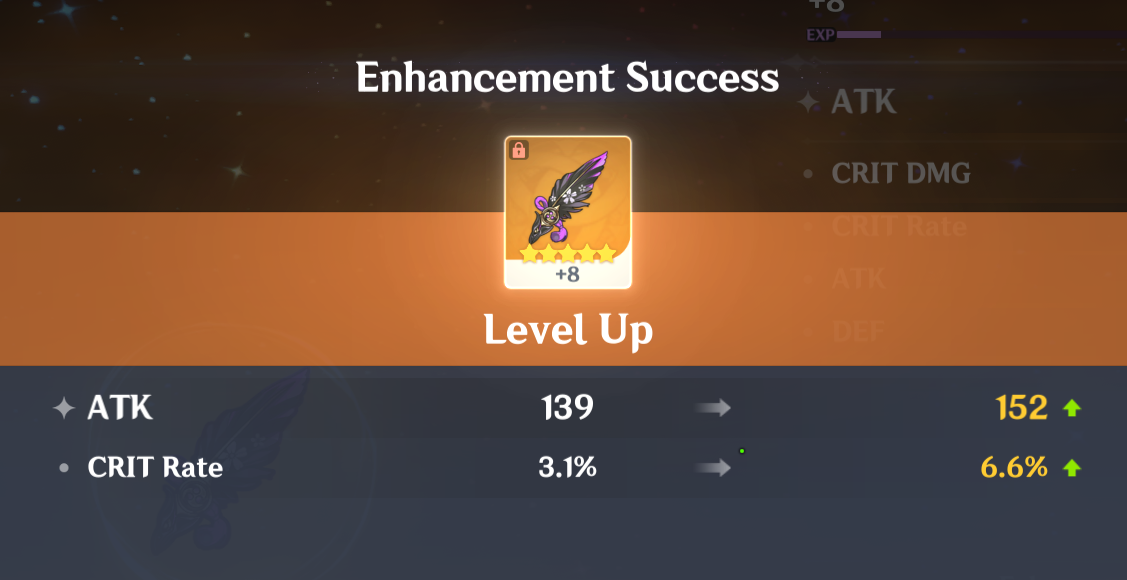 +8
EXP
Enhancement Success
ATK
CRIT DMG
CRIT Rate
ATK
DEF
+8
Level Up
ATK 139 152
CRIT Rate 3.1% 6.6%